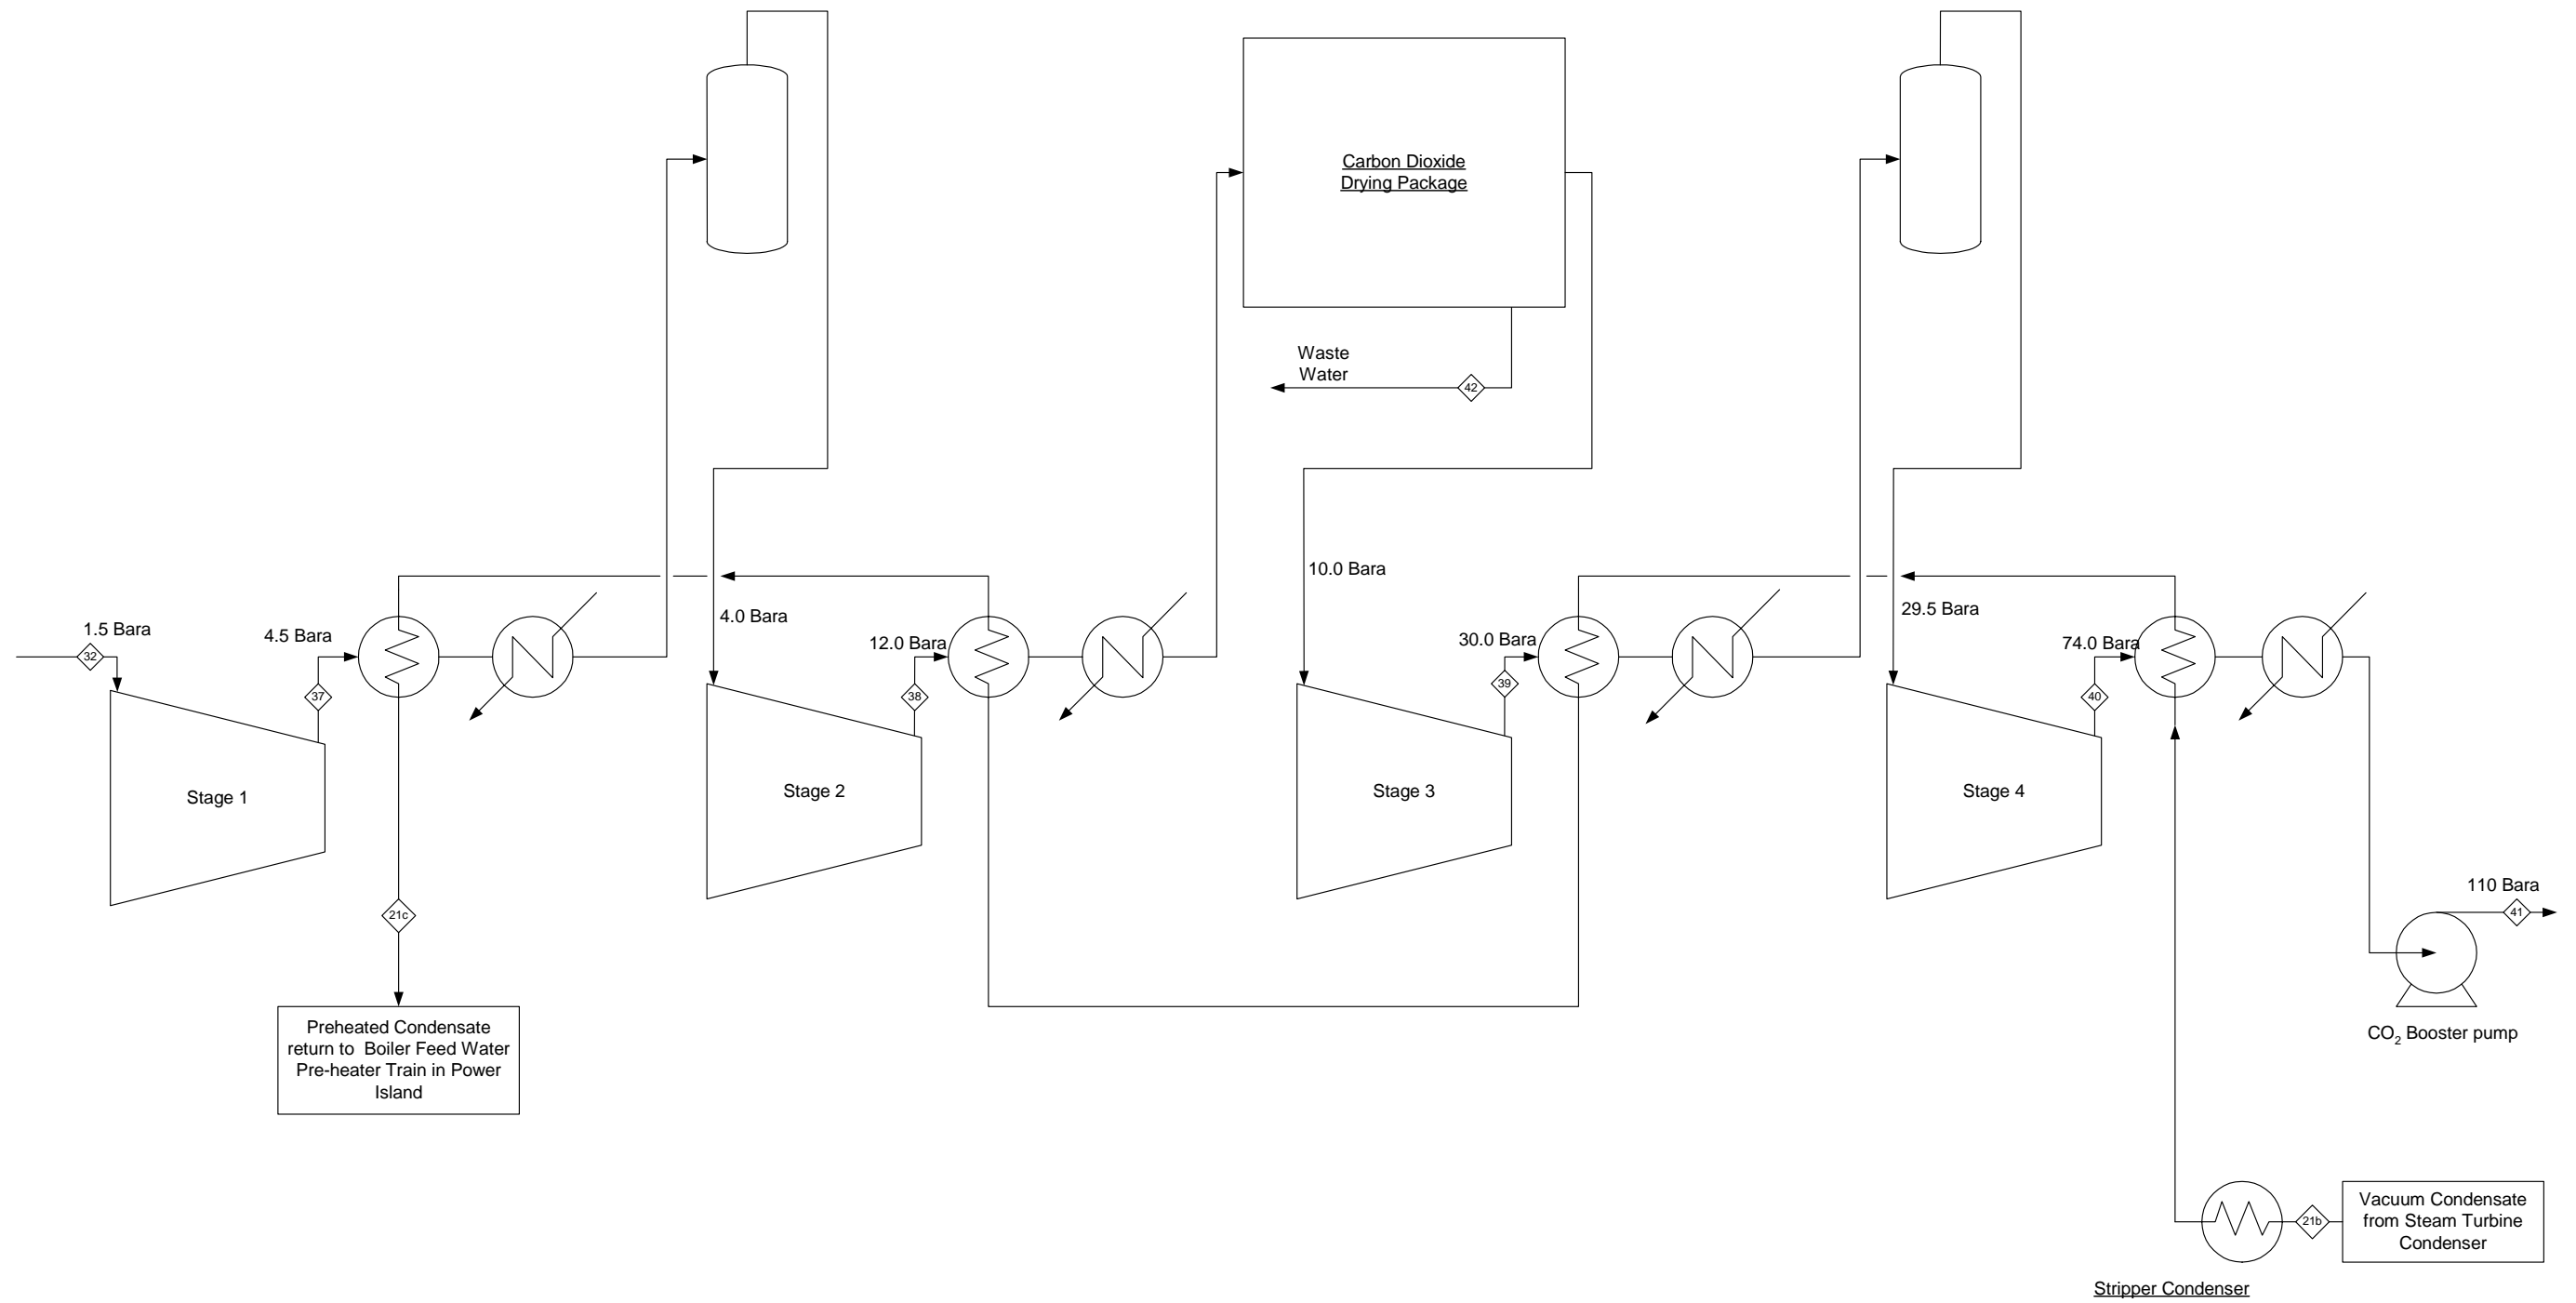 Carbon Dioxide
Drying Package
Waste
Water
42
10.0 Bara
1.5 Bara
32
4.5 Bara
37
4.0 Bara
12.0 Bara
38
30.0 Bara
39
29.5 Bara
74.0 Bara
40
Stage 1
Stage 2
Stage 3
Stage 4
21c
110 Bara
41
CO₂ Booster pump
Preheated Condensate
return to Boiler Feed Water
Pre-heater Train in Power
Island
21b
Vacuum Condensate
from Steam Turbine
Condenser
Stripper Condenser